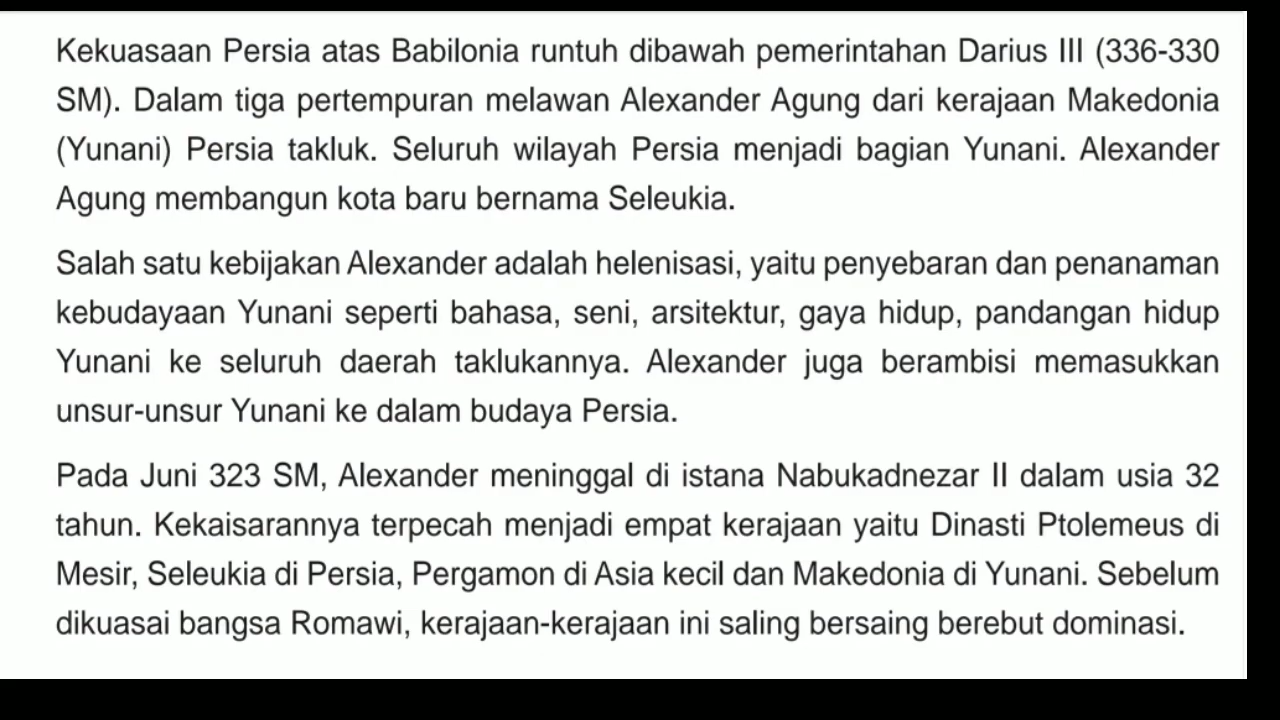 Kekuasaan Persia atas Babilonia runtuh dibawah pemerintahan Darius III (336-330
SM). Dalam tiga pertempuran melawan Alexander Agung dari kerajaan Makedonia
(Yunani) Persia takluk. Seluruh wilayah Persia menjadi bagian Yunani. Alexander
Agung membangun kota baru bernama Seleukia.
Salah satu kebijakan Alexander adalah helenisasi, yaitu penyebaran dan penanaman
kebudayaan Yunani seperti bahasa, seni, arsitektur, gaya hidup, pandangan hidup
Yunani ke seluruh daerah taklukannya. Alexander juga berambisi memasukkan
unsur-unsur Yunani ke dalam budaya Persia.
Pada Juni 323 SM, Alexander meninggal di istana Nabukadnezar II dalam usia 32
tahun. Kekaisarannya terpecah menjadi empat kerajaan yaitu Dinasti Ptolemeus di
Mesir, Seleukia di Persia, Pergamon di Asia kecil dan Makedonia di Yunani. Sebelum
dikuasai bangsa Romawi, kerajaan-kerajaan ini saling bersaing berebut dominasi.